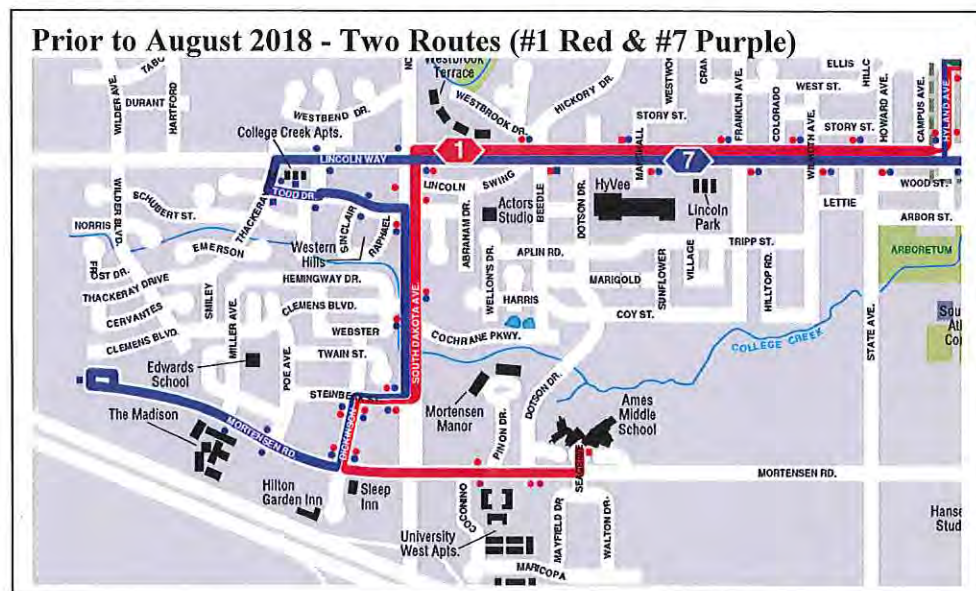 Prior to August 2018 - Two Routes (#1 Red & #7 Purple)
Westbrook
Terrace
WILDER AVE.
DURANT
HARTFORD
WESTBEND DR.
WESTBROOK DR.
HICKORY DR.
WEST ST.
ELLIS
STORY ST.
STORY ST.
FRANKLIN AVE.
COLORADO
HOWARD AVE.
CAMPUS AVE.
HYLAND AVE.
College Creek Apts.
LINCOLN WAY
1
7
MARSHALL
WILMOTH AVE.
TODD DR.
LINCOLN
SWING
HyVee
Lincoln
Park
WOOD ST.
LETTIE
ARBOR ST.
ARBORETUM
WILDER BLVD.
SCHUBERT ST.
THACKERAY
NORRIS
EMERSON
SINCLAIR
RAPHAEL
Western
Hills
ABRAHAM DR.
Actors
Studio
BEEDLE
DOTSON DR.
TRIPP ST.
APLIN RD.
WELLONS DR.
MARIGOLD
SUNFLOWER
VILLAGE
HILLTOP RD.
THACKERAY DRIVE
HEMINGWAY DR.
CERVANTES
SMILEY
CLEMENS BLVD.
CLEMENS BLVD.
MILLER AVE.
WEBSTER
HARRIS
COY ST.
COCHRANE PKWY.
COLLEGE CREEK
STATE AVE.
SOUTH DAKOTA AVE.
TWAIN ST.
Edwards
School
POE AVE.
DICKINSON
Mortensen
Manor
PINON DR.
DOTSON DR.
Ames
Middle
School
The Madison
MORTENSEN RD.
MORTENSEN RD.
Hilton
Garden Inn
Sleep
Inn
University
West Apts.
MAYFIELD DR
WALTON DR.
MARICOPA